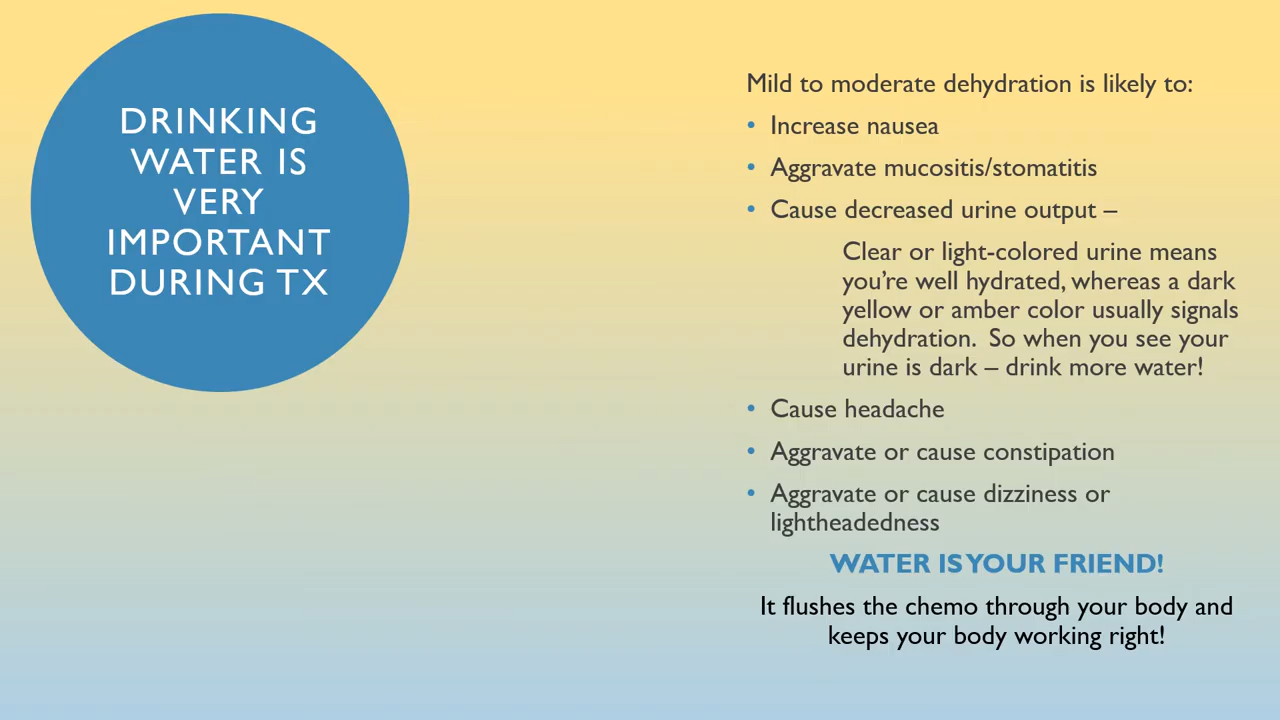 DRINKING
WATER IS
VERY
IMPORTANT
DURING TX
Mild to moderate dehydration is likely to:
• Increase nausea
• Aggravate mucositis/stomatitis
• Cause decreased urine output –
Clear or light-colored urine means
you’re well hydrated, whereas a dark
yellow or amber color usually signals
dehydration.  So when you see your
urine is dark – drink more water!
• Cause headache
• Aggravate or cause constipation
• Aggravate or cause dizziness or
lightheadedness
WATER IS YOUR FRIEND!
It flushes the chemo through your body and
keeps your body working right!